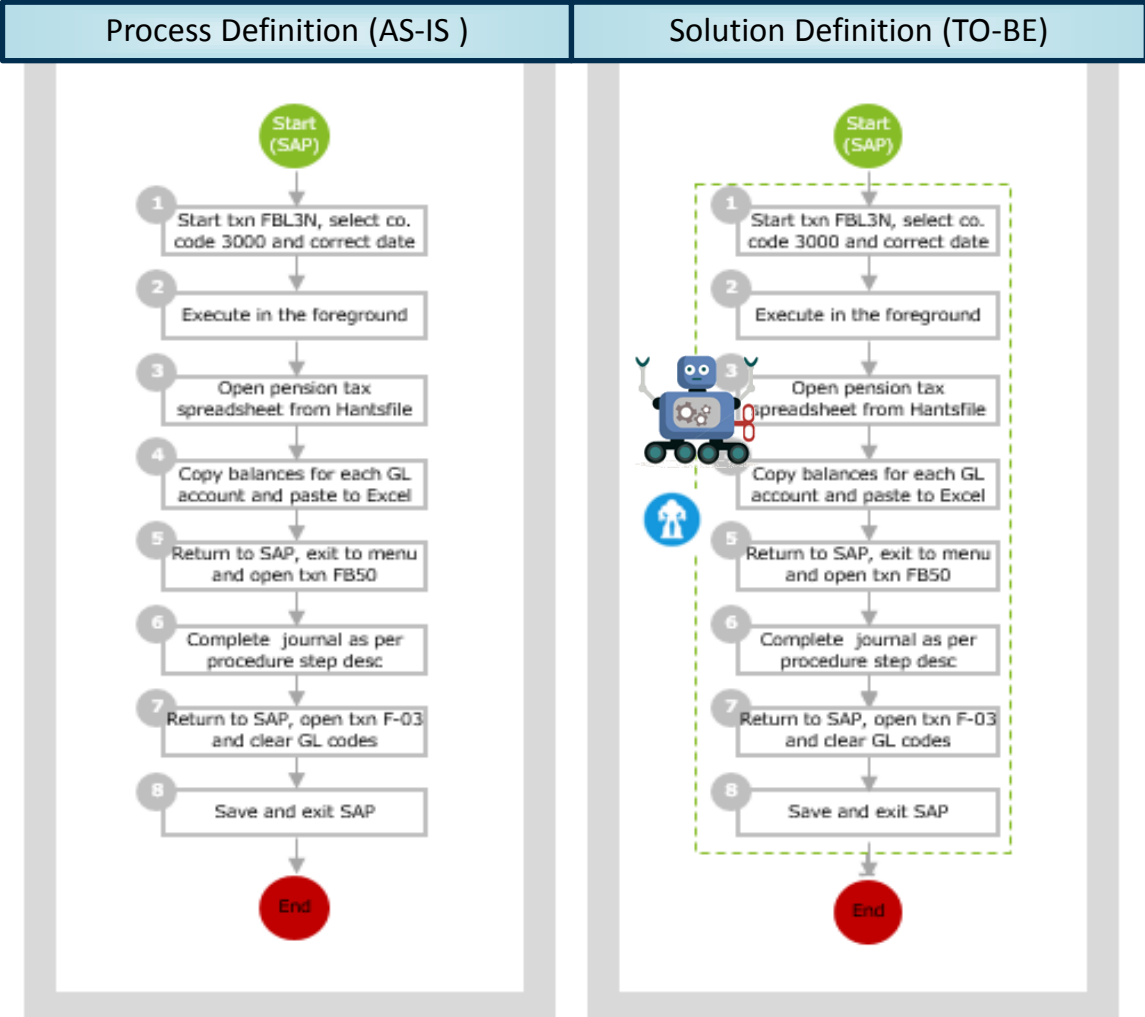 Process Definition (AS-IS )
Solution Definition (TO-BE)
Start
(SAP)
1
Start txn FBL3N, select co.
code 3000 and correct date
2
Execute in the foreground
3
Open pension tax
spreadsheet from Hantsfile
4
Copy balances for each GL
account and paste to Excel
5
Return to SAP, exit to menu
and open txn FB50
6
Complete journal as per
procedure step desc
7
Return to SAP, open txn F-03
and clear GL codes
8
Save and exit SAP
End
Start
(SAP)
1
Start txn FBL3N, select co.
code 3000 and correct date
2
Execute in the foreground
3
Open pension tax
spreadsheet from Hantsfile
Copy balances for each GL
account and paste to Excel
5
Return to SAP, exit to menu
and open txn FB50
6
Complete journal as per
procedure step desc
7
Return to SAP, open txn F-03
and clear GL codes
8
Save and exit SAP
End